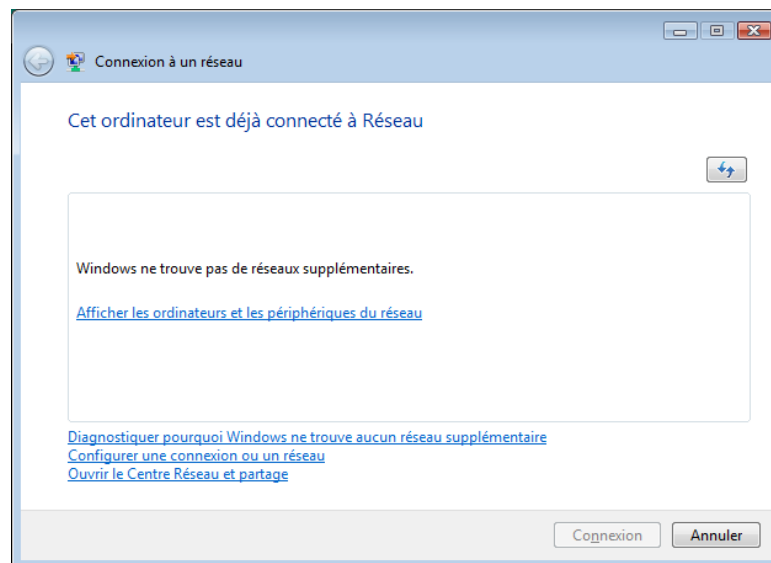 Connexion à un réseau
Cet ordinateur est déjà connecté à Réseau
Windows ne trouve pas de réseaux supplémentaires.
Afficher les ordinateurs et les périphériques du réseau
Diagnostiquer pourquoi Windows ne trouve aucun réseau supplémentaire
Configurer une connexion ou un réseau
Ouvrir le Centre Réseau et partage
Connexion Annuler